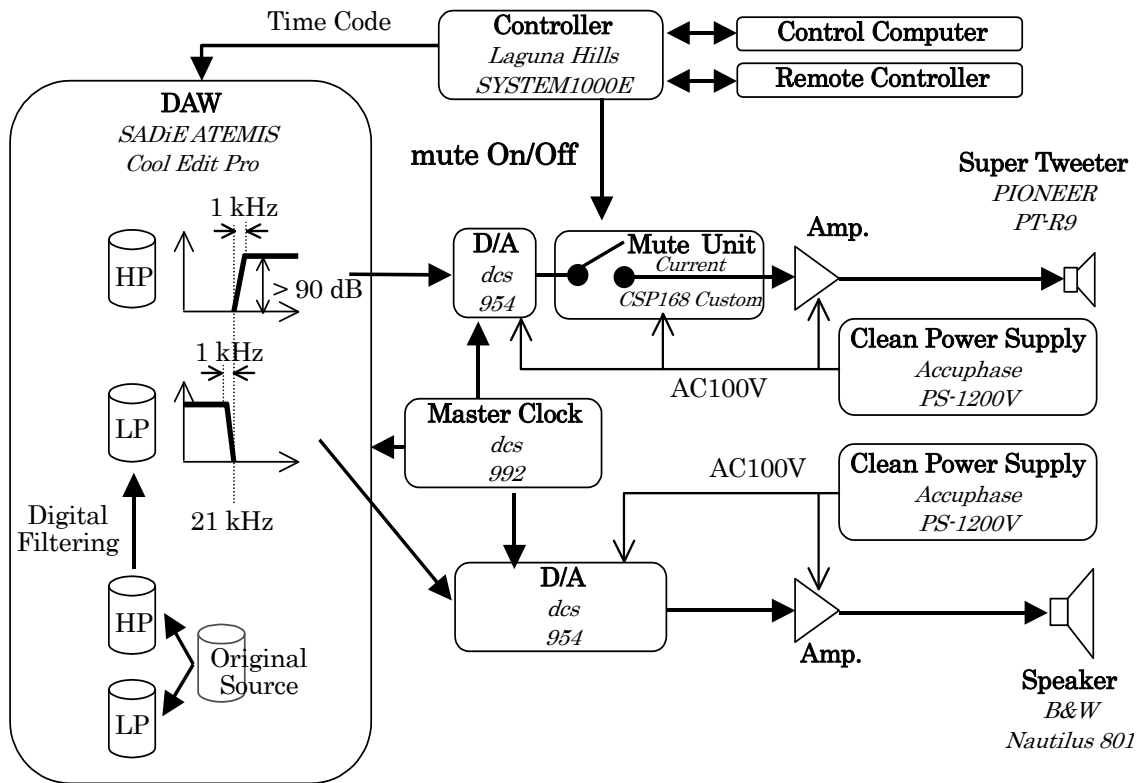 Time Code
Controller
Laguna Hills
SYSTEM1000E
Control Computer
Remote Controller
DAW
SADiE ATEMIS
Cool Edit Pro
mute On/Off
1 kHz
HP
> 90 dB
D/A
dcs
954
Mute Unit
Current
CSP168 Custom
Amp.
Super Tweeter
PIONEER
PT-R9
Clean Power Supply
Accuphase
PS-1200V
AC100V
1 kHz
LP
21 kHz
Master Clock
dcs
992
AC100V
Clean Power Supply
Accuphase
PS-1200V
Digital
Filtering
HP
LP
Original
Source
D/A
dcs
954
Amp.
Speaker
B&W
Nautilus 801